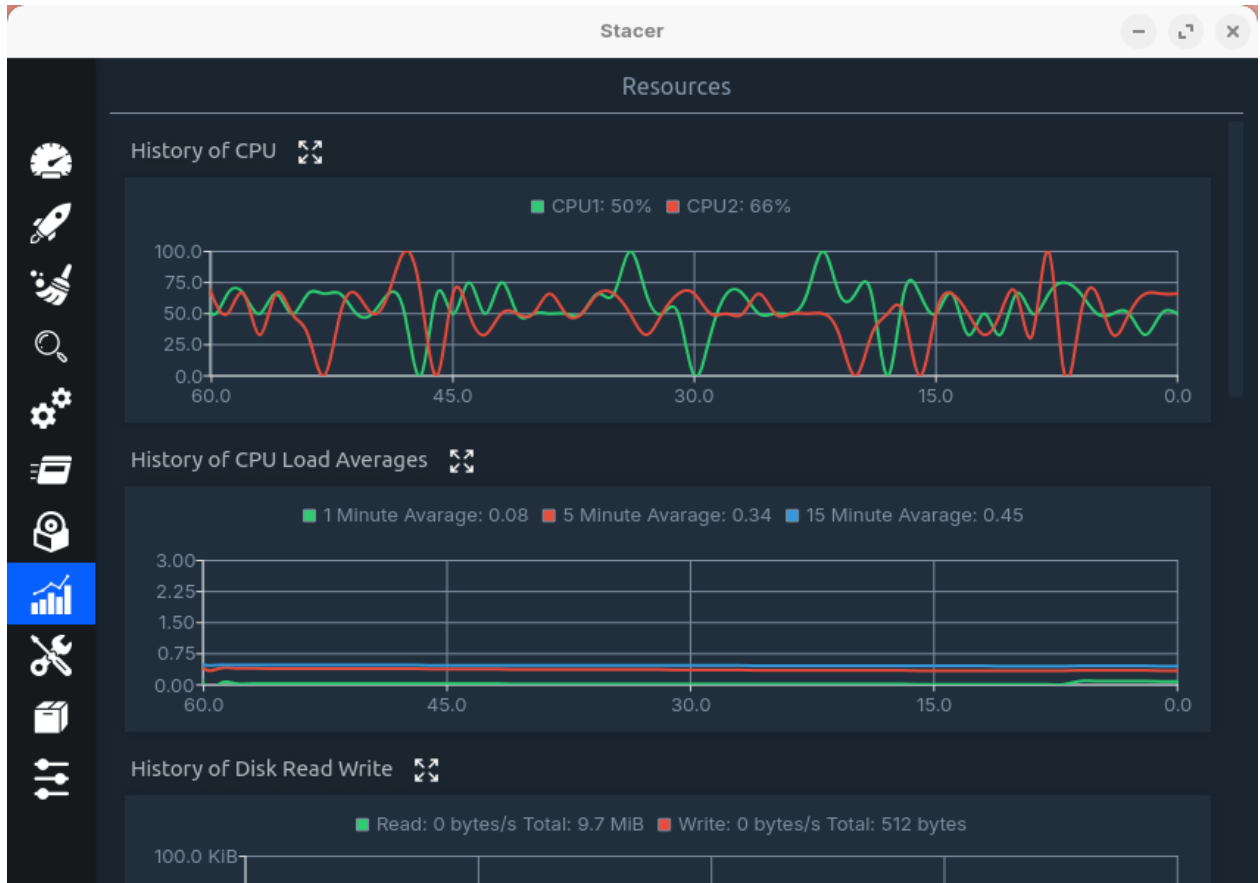 Stacer
Resources
History of CPU
CPU1: 50% CPU2: 66%
100.0
75.0
50.0
25.0
0.0
60.0 45.0 30.0 15.0 0.0
History of CPU Load Averages
1 Minute Avarage: 0.08 5 Minute Avarage: 0.34 15 Minute Avarage: 0.45
3.00
2.25
1.50
0.75
0.00
60.0 45.0 30.0 15.0 0.0
History of Disk Read Write
Read: 0 bytes/s Total: 9.7 MiB Write: 0 bytes/s Total: 512 bytes
100.0 KiB